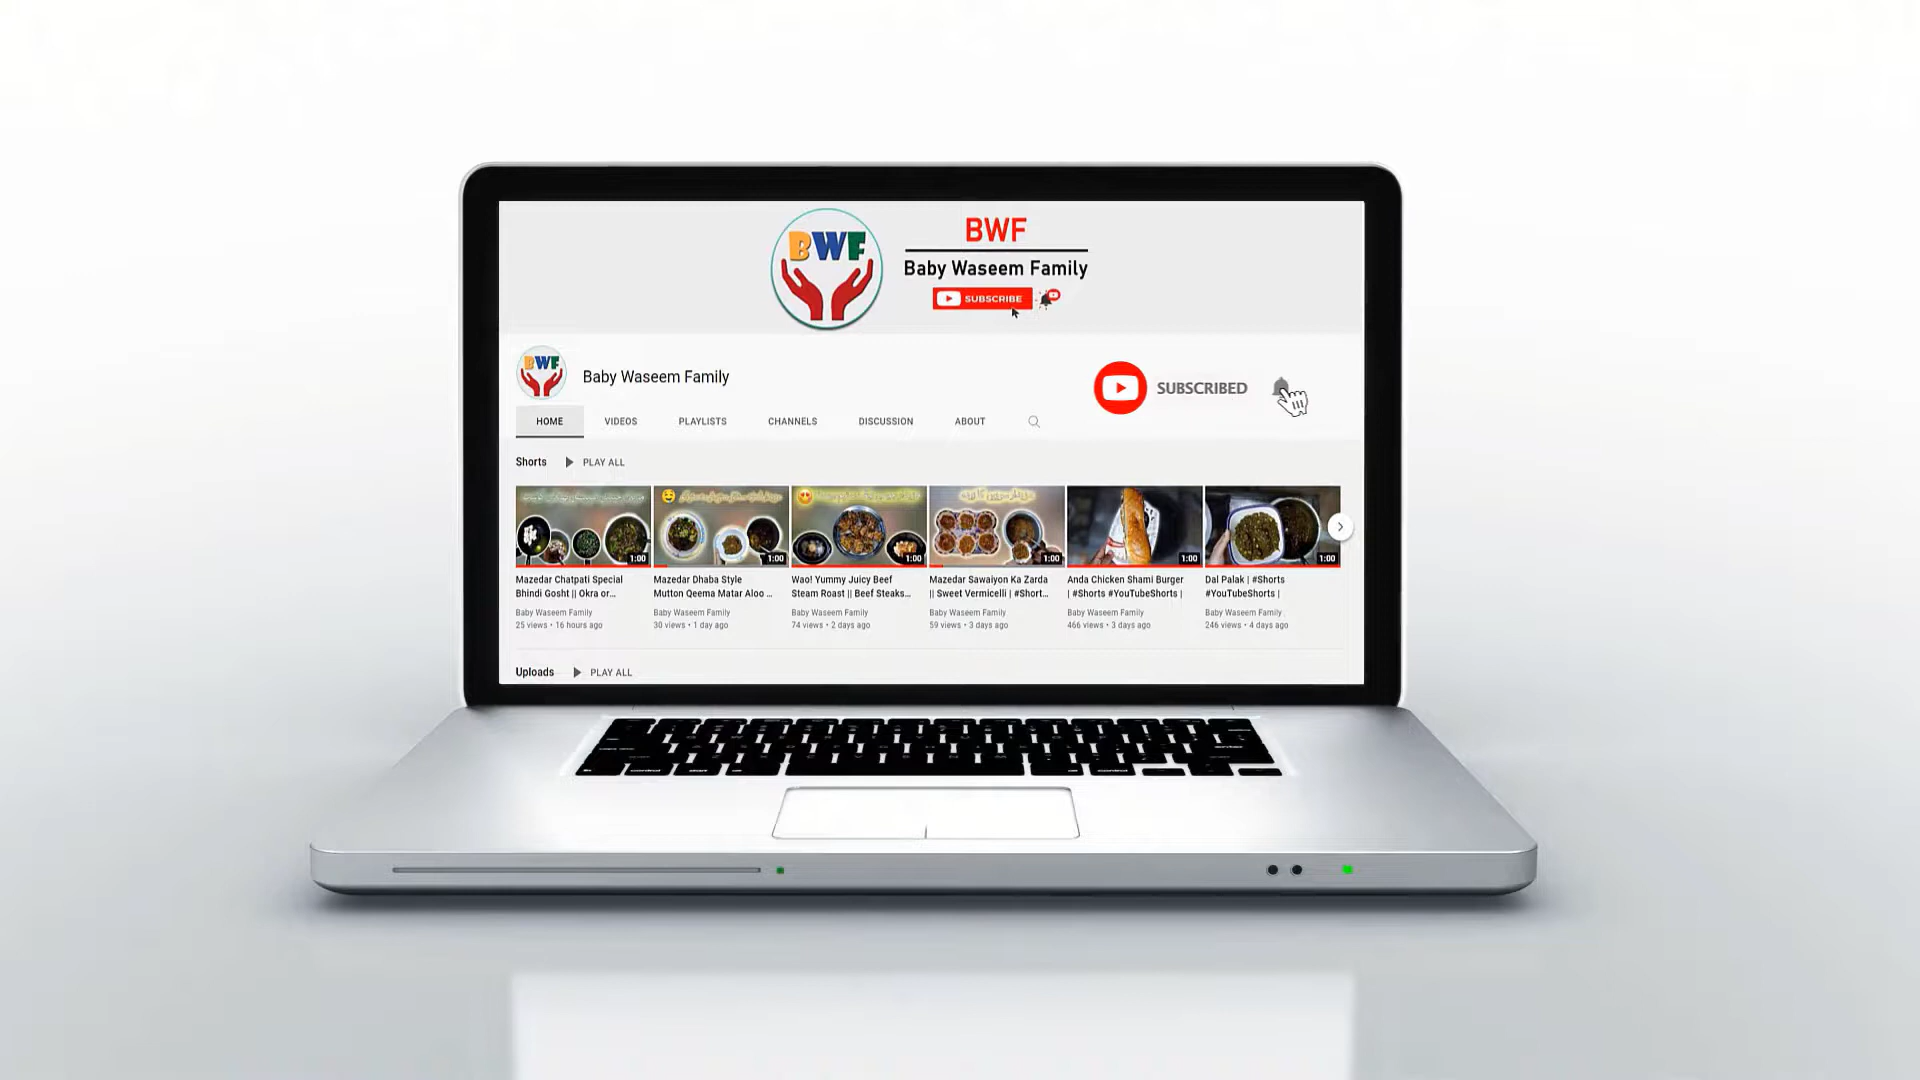 BWF
BWF
Baby Waseem Family
SUBSCRIBE
BWF
Baby Waseem Family
SUBSCRIBED
HOME
VIDEOS
PLAYLISTS
CHANNELS
DISCUSSION
ABOUT
Shorts
PLAY ALL
1:00
1:00
1:00
1:00
1:00
1:00
Mazedar Chatpati Special
Bhindi Gosht || Okra or...
Baby Waseem Family
25 views • 16 hours ago
Mazedar Dhaba Style
Mutton Qeema Matar Aloo ...
Baby Waseem Family
30 views • 1 day ago
Wao! Yummy Juicy Beef
Steam Roast || Beef Steaks...
Baby Waseem Family
74 views • 2 days ago
Mazedar Sawaiyon Ka Zarda
|| Sweet Vermicelli | #Short...
Baby Waseem Family
59 views • 3 days ago
Anda Chicken Shami Burger
| #Shorts #YouTubeShorts |
Baby Waseem Family
466 views • 3 days ago
Dal Palak | #Shorts
#YouTubeShorts |
Baby Waseem Family
246 views • 4 days ago
Uploads
PLAY ALL